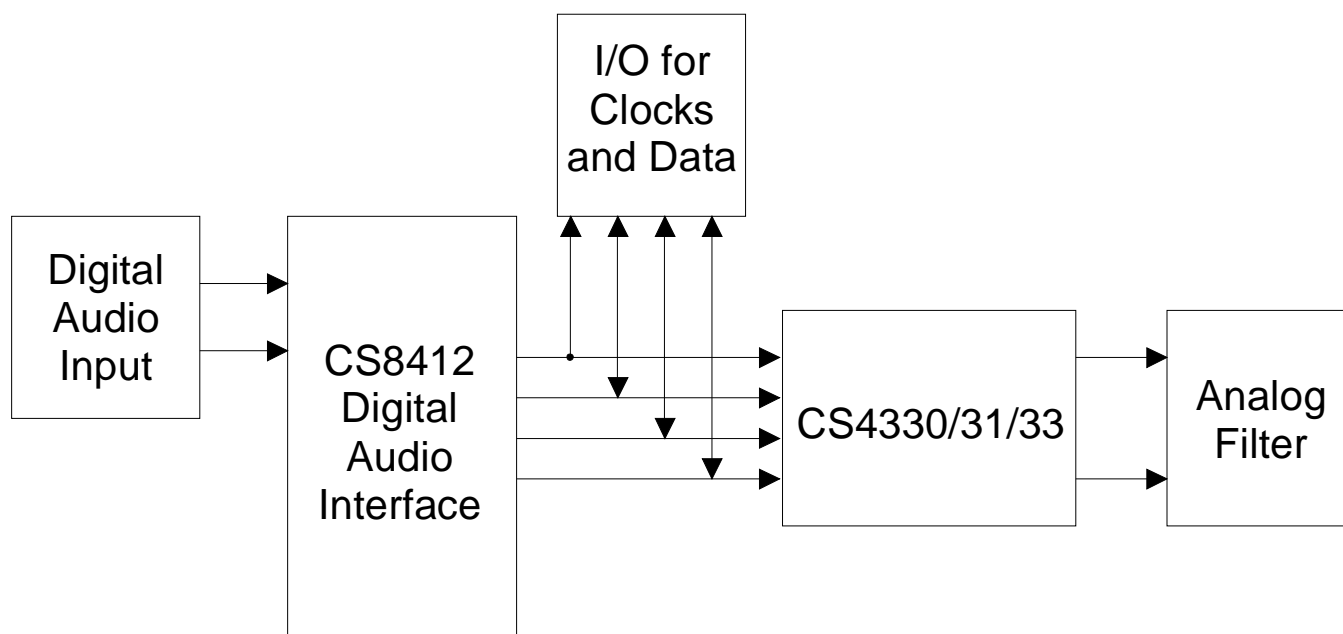 I/O for
Clocks
and Data
Digital
Audio
Input
CS8412
Digital
Audio
Interface
CS4330/31/33
Analog
Filter